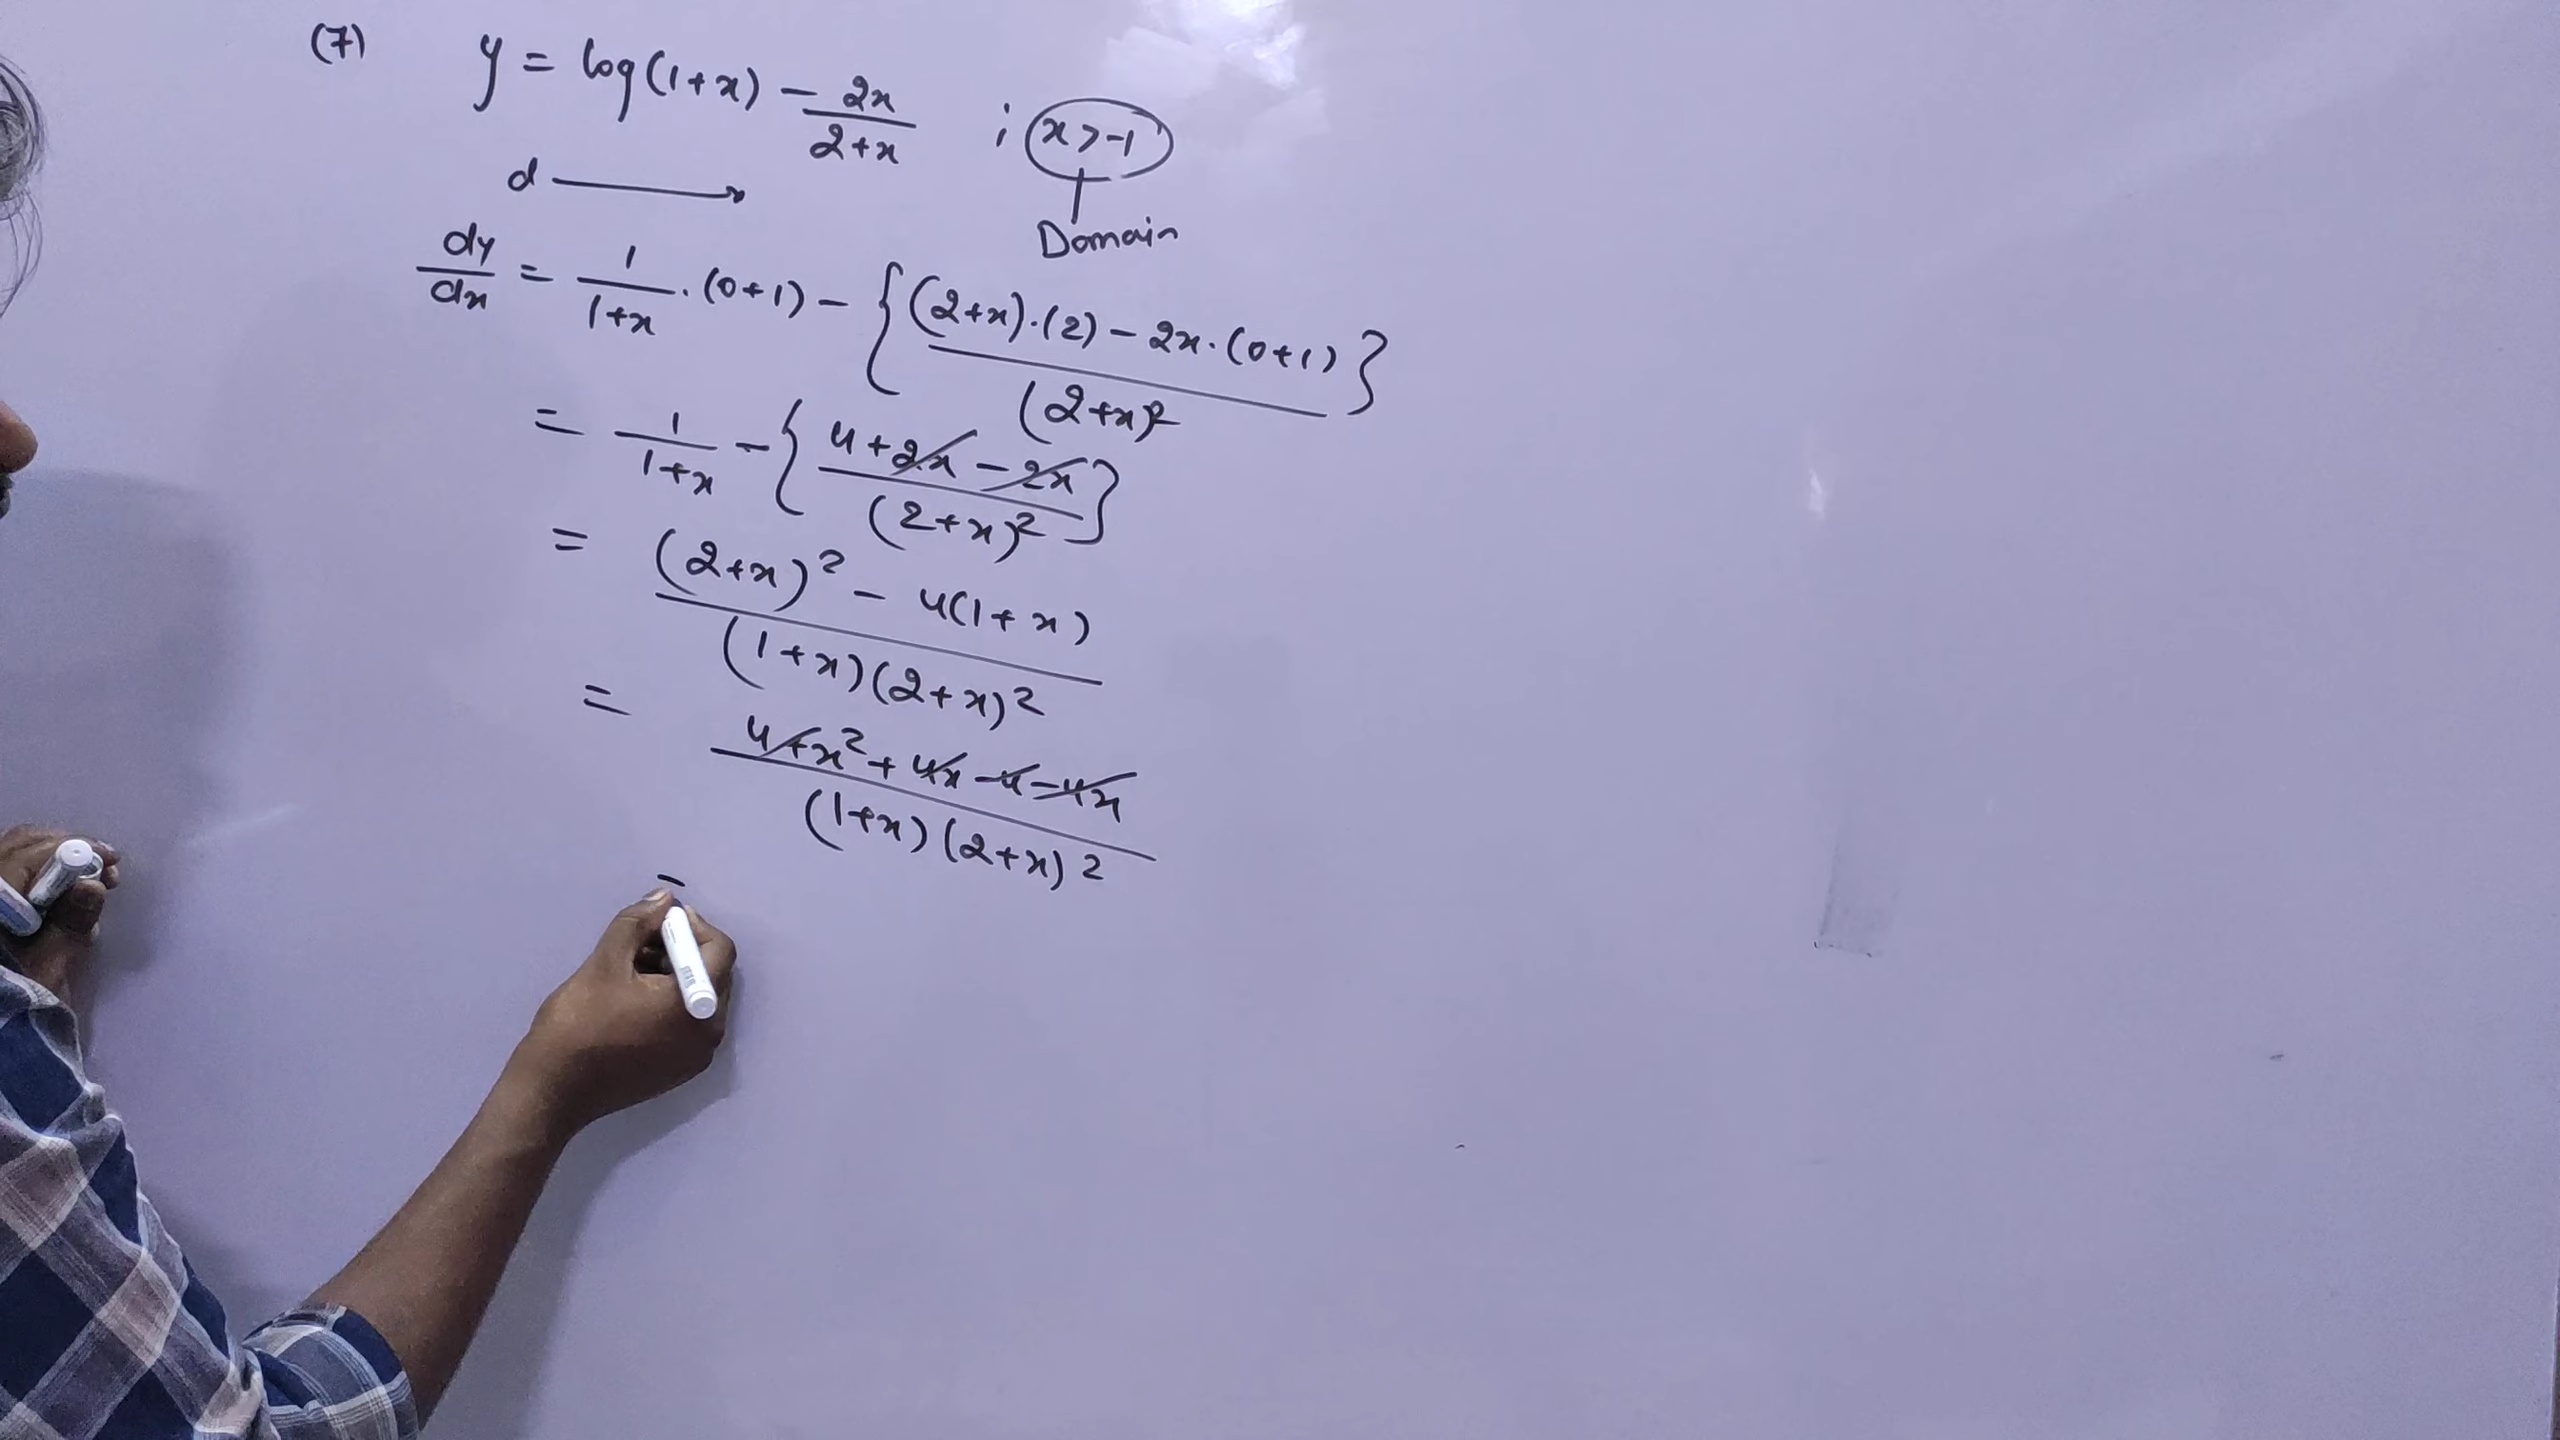 (7) y = log(1+x) - 2x/(2+x) ; x > -1
d ⟶ Domain
dy/dx = 1/(1+x) . (0+1) - { ((2+x).(2) - 2x.(0+1))/(2+x)² }
= 1/(1+x) - { (4+2x-2x)/(2+x)² }
= ((2+x)² - 4(1+x))/((1+x)(2+x)²)
= (4+x²+4x-4-4x)/((1+x)(2+x)²)
-